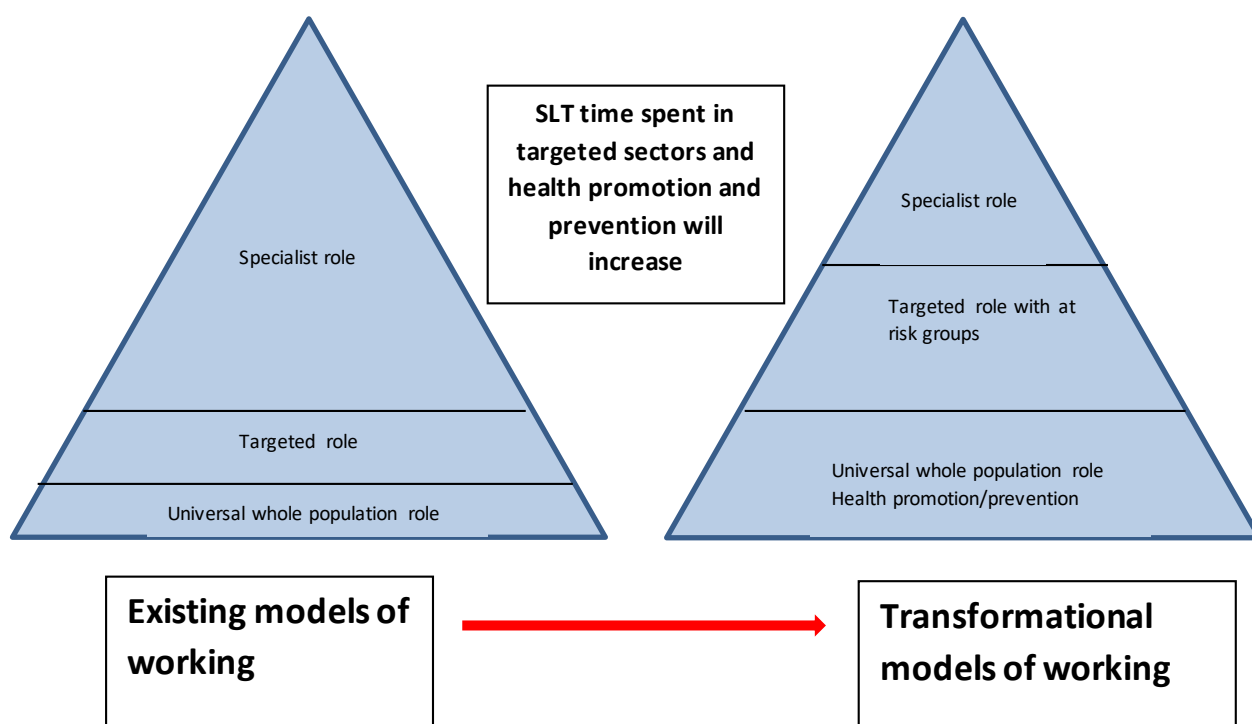 Specialist role
Targeted role
Universal whole population role
SLT time spent in
targeted sectors and
health promotion and
prevention will
increase
Specialist role
Targeted role with at
risk groups
Universal whole population role
Health promotion/prevention
Existing models of
working
Transformational
models of working